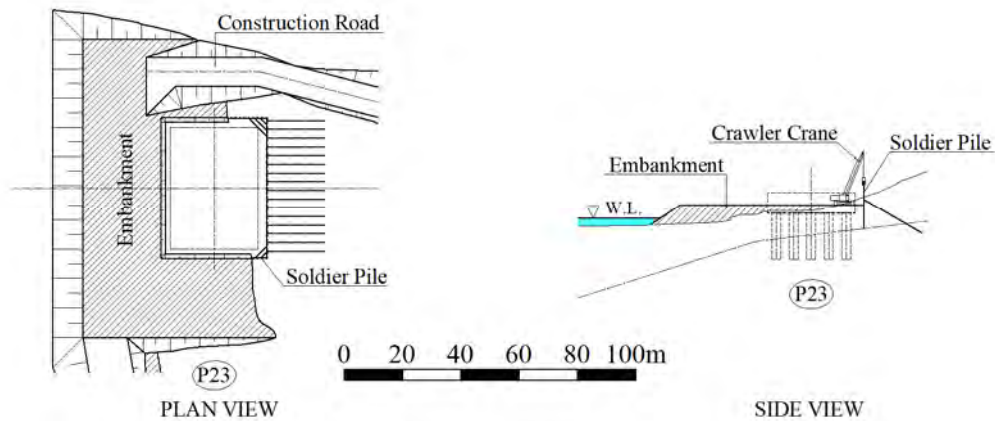 Construction Road
Embankment
Soldier Pile
P23
PLAN VIEW
0 20 40 60 80 100m
Crawler Crane
Soldier Pile
Embankment
W.L.
P23
SIDE VIEW